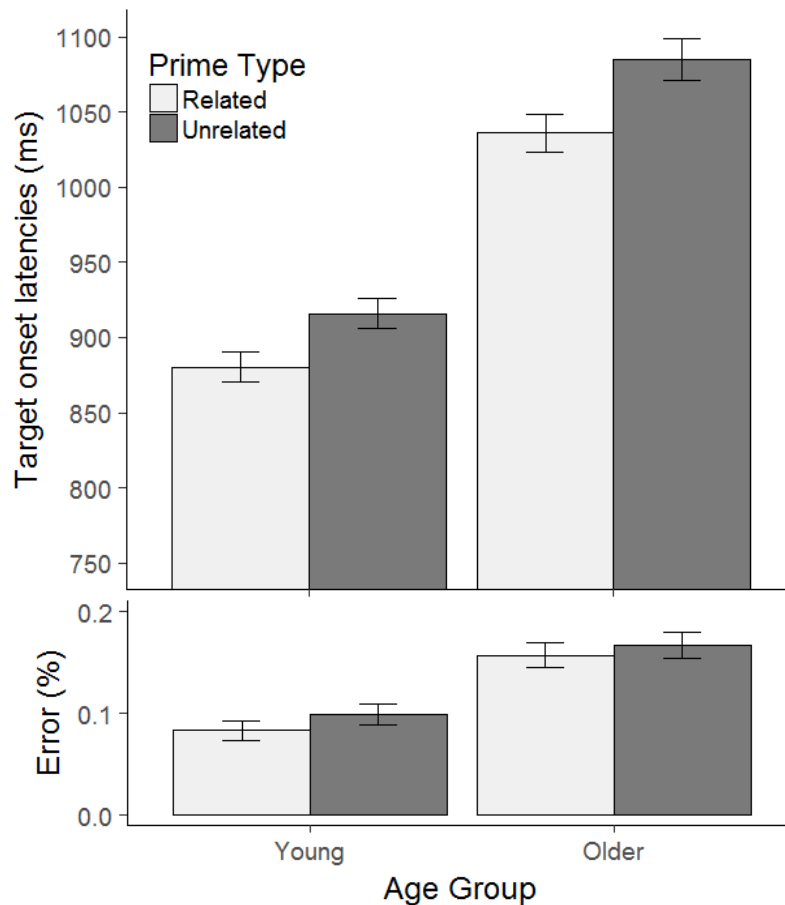 Target onset latencies (ms)
1100
1050
1000
950
900
850
800
750
Prime Type
Related
Unrelated
Error (%)
0.2
0.1
0.0
Young
Older
Age Group